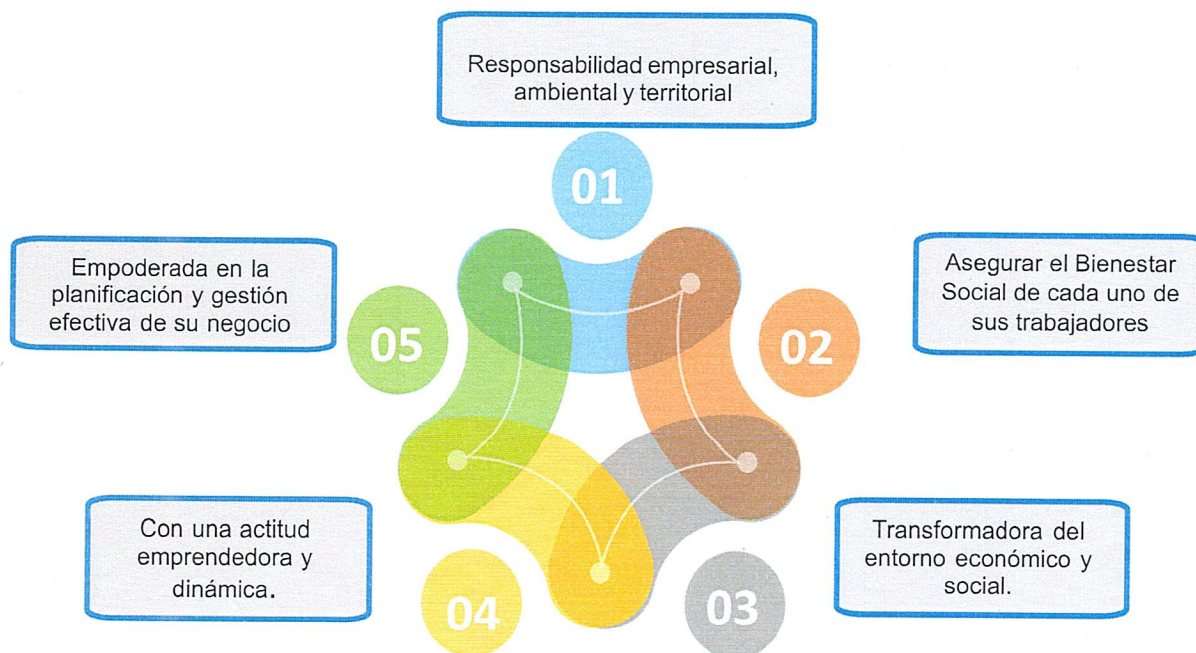 Responsabilidad empresarial,
ambiental y territorial
01
Asegurar el Bienestar
Social de cada uno de
sus trabajadores
02
Transformadora del
entorno económico y
social.
03
Con una actitud
emprendedora y
dinámica.
04
Empoderada en la
planificación y gestión
efectiva de su negocio
05